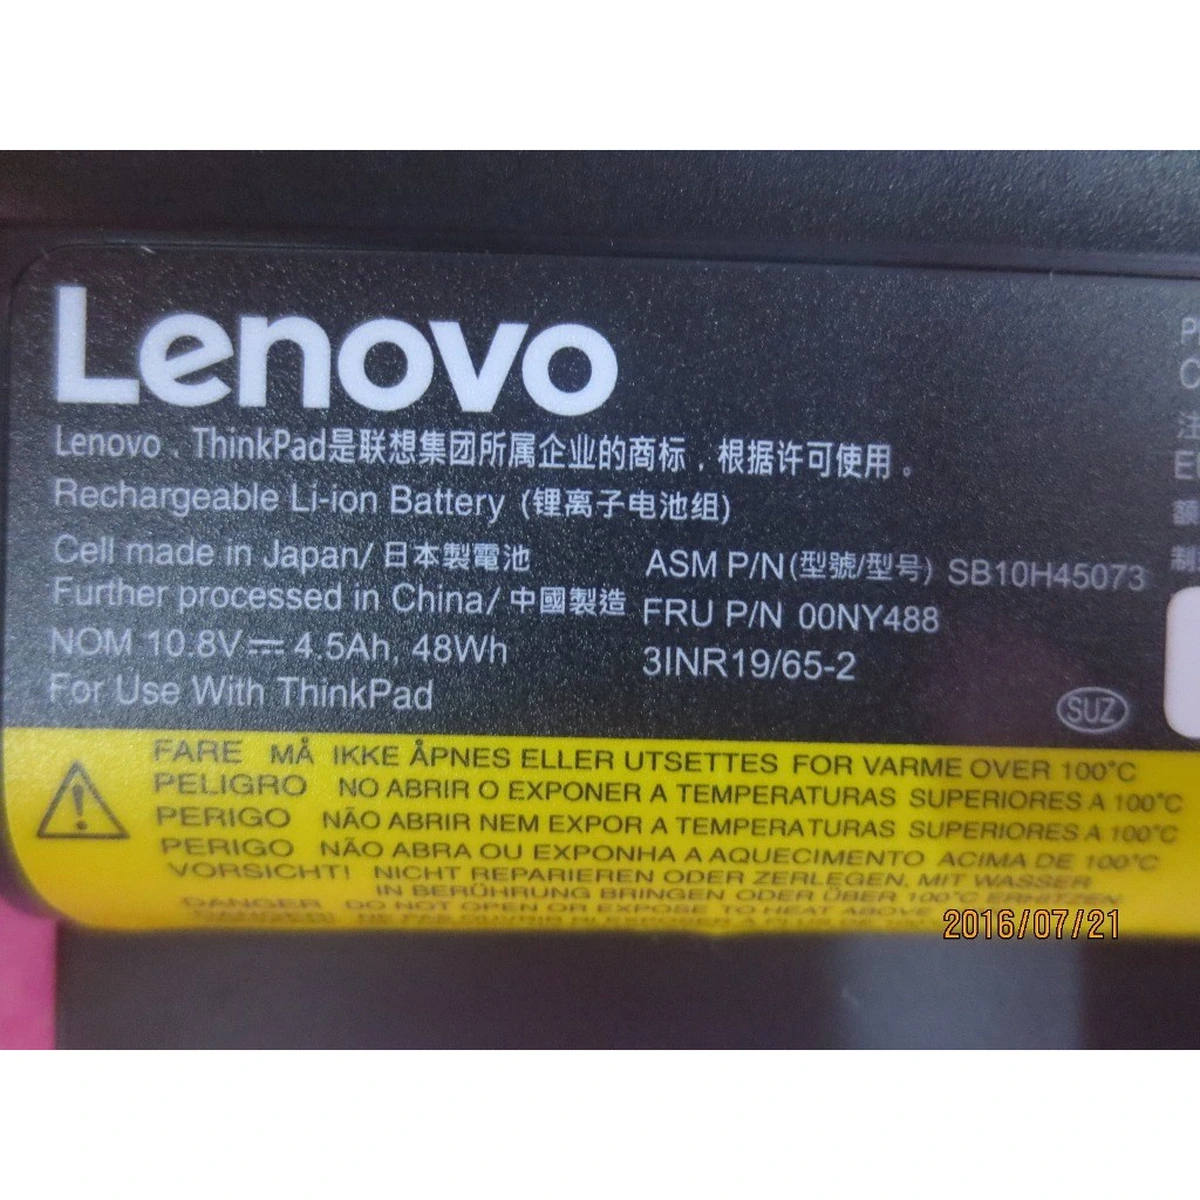 Lenovo
Lenovo、ThinkPad是联想集团所属企业的商标，根据许可使用。
Rechargeable Li-ion Battery (锂离子电池组)
Cell made in Japan/ 日本製電池
Further processed in China/ 中國製造
NOM 10.8V⎓ 4.5Ah, 48Wh
For Use With ThinkPad
ASM P/N(型號/型号) SB10H45073
FRU P/N 00NY488
3INR19/65-2
SUZ
FARE MÅ IKKE ÅPNES ELLER UTSETTES FOR VARME OVER 100°C
PELIGRO NO ABRIR O EXPONER A TEMPERATURAS SUPERIORES A 100°C
PERIGO NÃO ABRIR NEM EXPOR A TEMPERATURAS SUPERIORES A 100°C
PERIGO NÃO ABRA OU EXPONHA A AQUECIMENTO ACIMA DE 100°C
VORSICHT! NICHT REPARIEREN ODER ZERLEGEN, MIT WASSER
IN BERÜHRUNG BRINGEN ODER ÜBER 100°C ERHITZEN
DANGER DO NOT OPEN OR EXPOSE TO HEAT ABOVE
2016/07/21